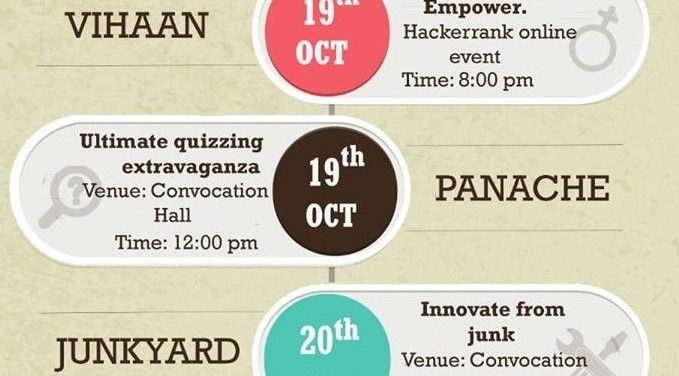 VIHAAN
19th
OCT
Empower.
Hackerrank online
event
Time: 8:00 pm
Ultimate quizzing
extravaganza
Venue: Convocation
Hall
Time: 12:00 pm
19th
OCT
PANACHE
JUNKYARD
20th
Innovate from
junk
Venue: Convocation